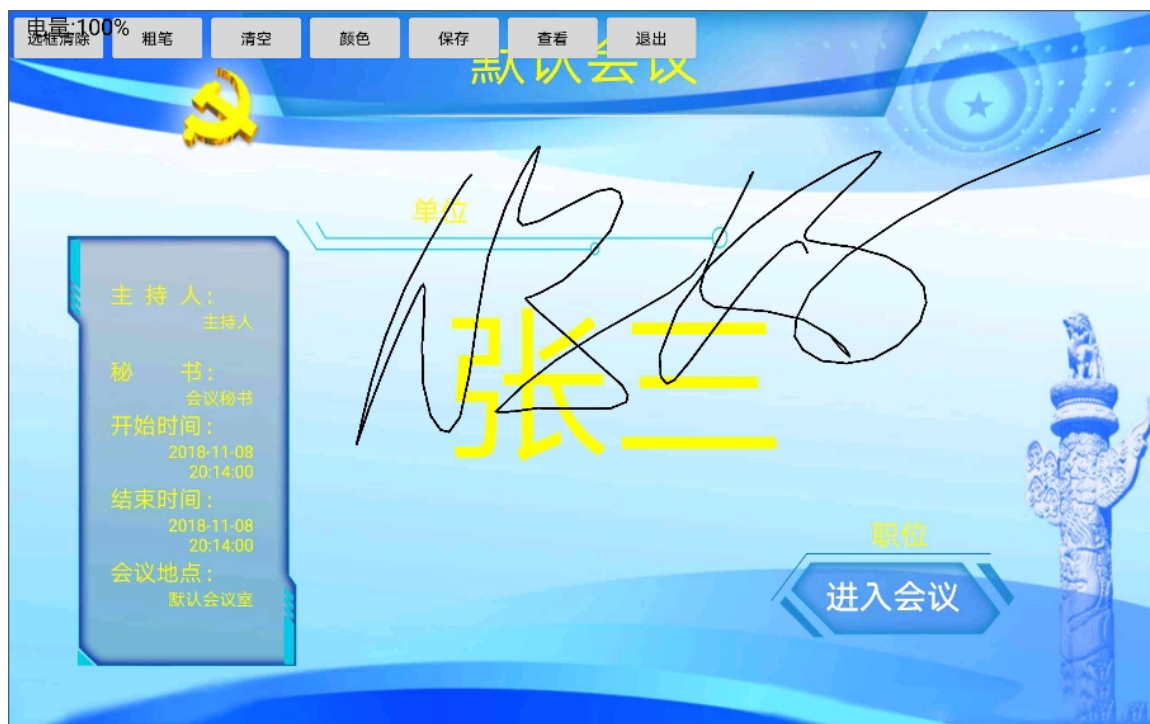 电量:100%
选框清除 粗笔 清空 颜色 保存 查看 退出
默认会议
单位
张三
主 持 人:
主持人
秘 书:
会议秘书
开始时间:
2018-11-08
20:14:00
结束时间:
2018-11-08
20:14:00
会议地点:
默认会议室
职位
进入会议